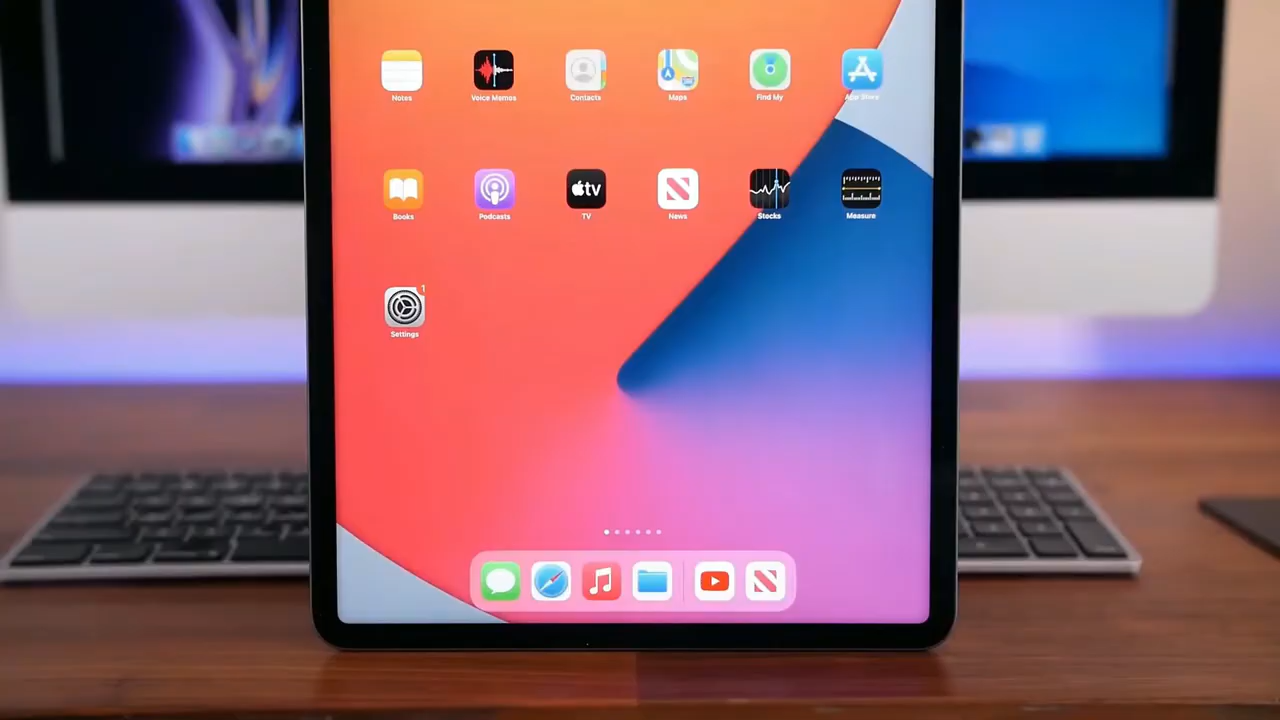 Notes Voice Memos Contacts Maps Find My App Store
tv
Books Podcasts TV News Stocks Measure
1
Settings